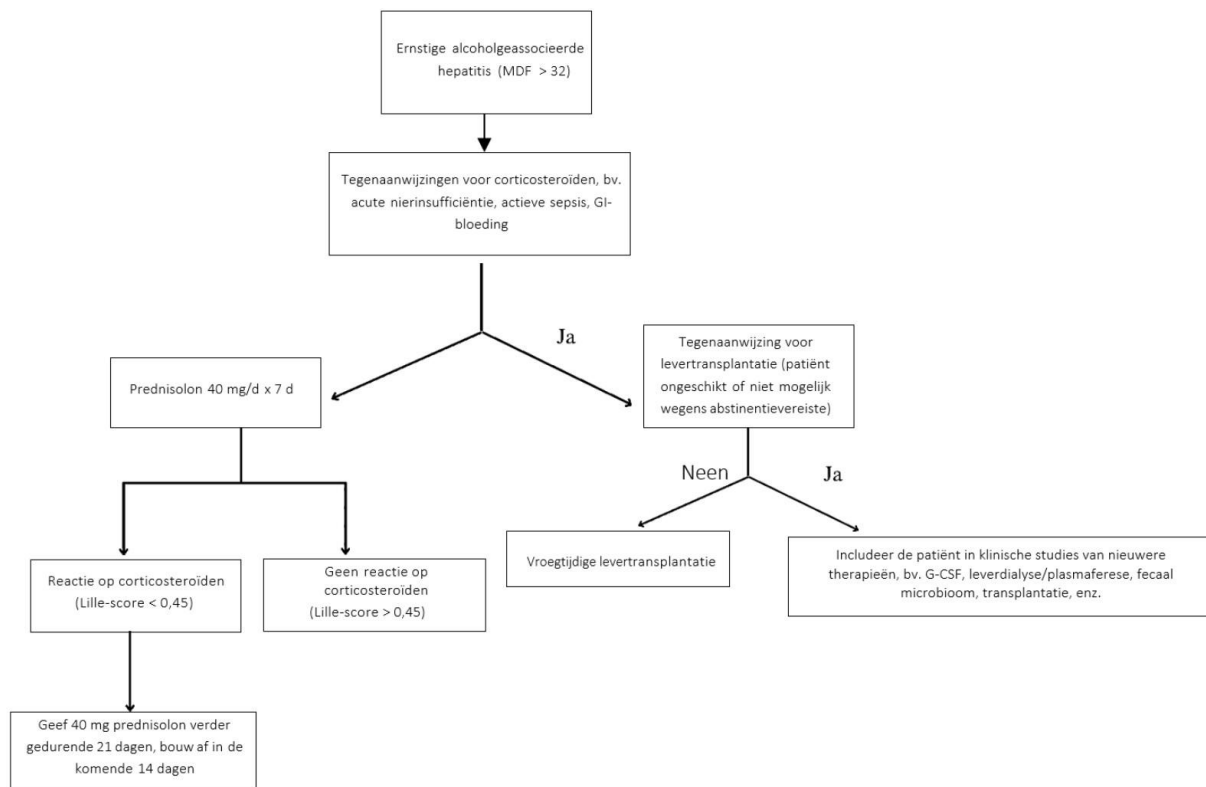 Ernstige alcoholgeassocieerde
hepatitis (MDF > 32)
Tegenaanwijzingen voor corticosteroïden, bv.
acute nierinsufficiëntie, actieve sepsis, GI-
bloeding
Ja
Prednisolon 40 mg/d x 7 d
Tegenaanwijzing voor
levertransplantatie (patiënt
ongeschikt of niet mogelijk
wegens abstinentievereiste)
Neen
Ja
Reactie op corticosteroïden
(Lille-score < 0,45)
Geen reactie op
corticosteroïden
(Lille-score > 0,45)
Vroegtijdige levertransplantatie
Includeer de patiënt in klinische studies van nieuwere
therapieën, bv. G-CSF, leverdialyse/plasmaferese, fecaal
microbioom, transplantatie, enz.
Geef 40 mg prednisolon verder
gedurende 21 dagen, bouw af in de
komende 14 dagen